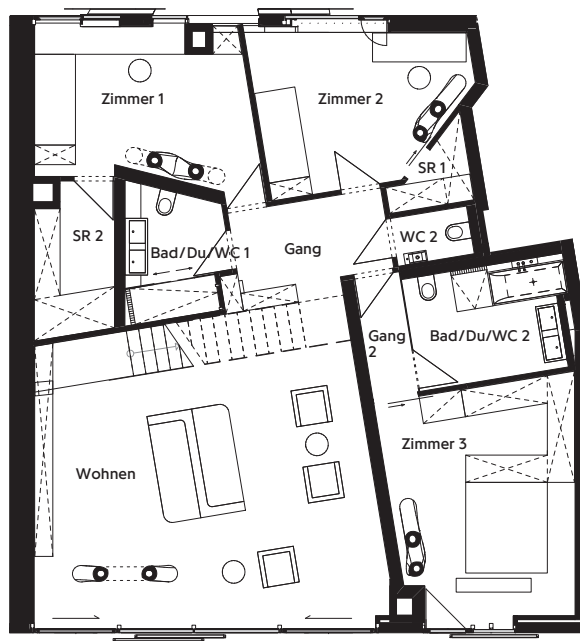 Zimmer 1
Zimmer 2
SR 1
SR 2
Bad/Du/WC 1
Gang
WC 2
Gang
2
Bad/Du/WC 2
Zimmer 3
Wohnen